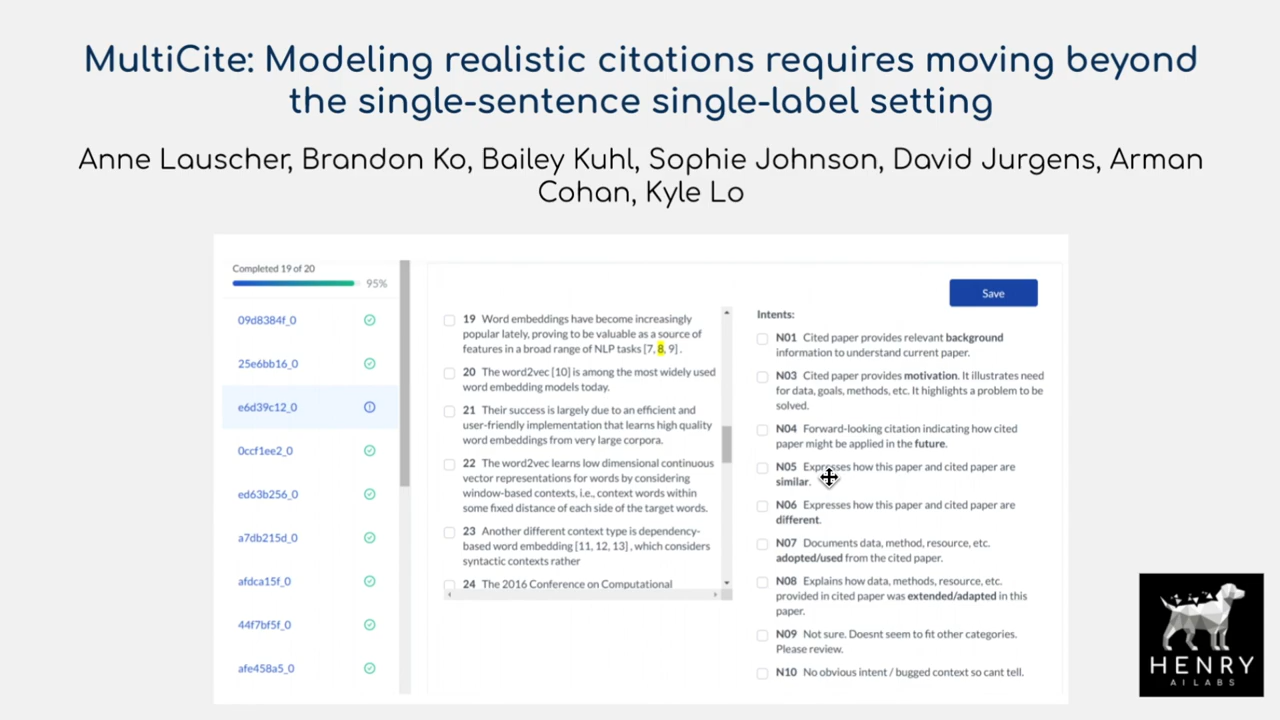 MultiCite: Modeling realistic citations requires moving beyond
the single-sentence single-label setting
Anne Lauscher, Brandon Ko, Bailey Kuhl, Sophie Johnson, David Jurgens, Arman
Cohan, Kyle Lo
Completed 19 of 20
95%
09d8384f_0
25e6bb16_0
e6d39c12_0
0ccf1ee2_0
ed63b256_0
a7db215d_0
afdca15f_0
44f7bf5f_0
afe458a5_0
19 Word embeddings have become increasingly
popular lately, proving to be valuable as a source of
features in a broad range of NLP tasks [7, 8, 9] .
20 The word2vec [10] is among the most widely used
word embedding models today.
21 Their success is largely due to an efficient and
user-friendly implementation that learns high quality
word embeddings from very large corpora.
22 The word2vec learns low dimensional continuous
vector representations for words by considering
window-based contexts, i.e., context words within
some fixed distance of each side of the target words.
23 Another different context type is dependency-
based word embedding [11, 12, 13] , which considers
syntactic contexts rather
24 The 2016 Conference on Computational
Save
Intents:
N01 Cited paper provides relevant background
information to understand current paper.
N03 Cited paper provides motivation. It illustrates need
for data, goals, methods, etc. It highlights a problem to be
solved.
N04 Forward-looking citation indicating how cited
paper might be applied in the future.
N05 Expresses how this paper and cited paper are
similar.
N06 Expresses how this paper and cited paper are
different.
N07 Documents data, method, resource, etc.
adopted/used from the cited paper.
N08 Explains how data, methods, resource, etc.
provided in cited paper was extended/adapted in this
paper.
N09 Not sure. Doesnt seem to fit other categories.
Please review.
N10 No obvious intent / bugged context so cant tell.
HENRY
AI LABS